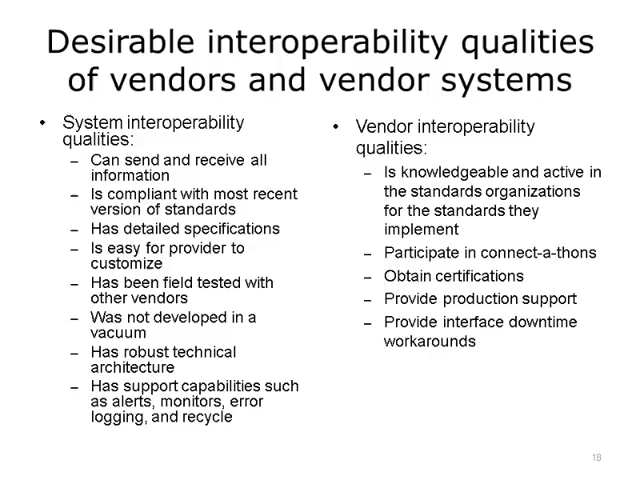 Desirable interoperability qualities
of vendors and vendor systems
• System interoperability
qualities:
– Can send and receive all
information
– Is compliant with most recent
version of standards
– Has detailed specifications
– Is easy for provider to
customize
– Has been field tested with
other vendors
– Was not developed in a
vacuum
– Has robust technical
architecture
– Has support capabilities such
as alerts, monitors, error
logging, and recycle
• Vendor interoperability
qualities:
– Is knowledgeable and active in
the standards organizations
for the standards they
implement
– Participate in connect-a-thons
– Obtain certifications
– Provide production support
– Provide interface downtime
workarounds
18